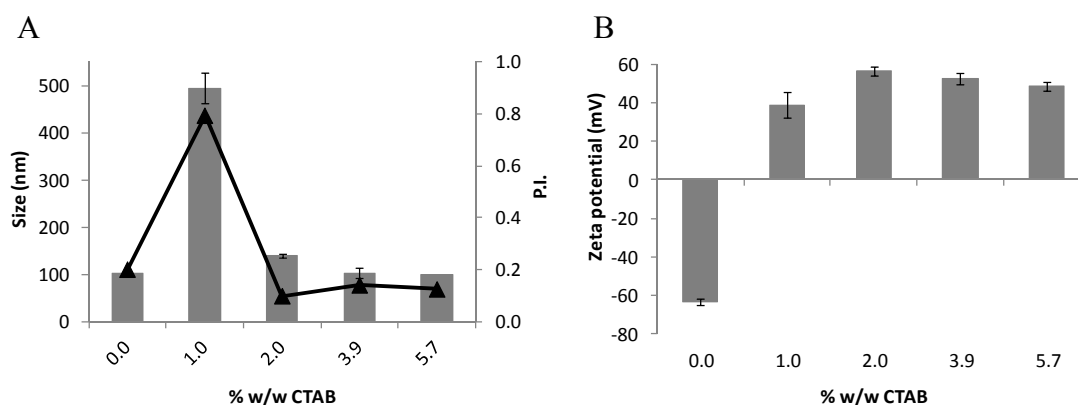 A
Size (nm)
500
400
300
200
100
0
1.0
0.8
0.6
0.4
0.2
0.0
P.I.
0.0 1.0 2.0 3.9 5.7
% w/w CTAB
B
Zeta potential (mV)
60
40
20
0
-20
-40
-60
-80
0.0 1.0 2.0 3.9 5.7
% w/w CTAB